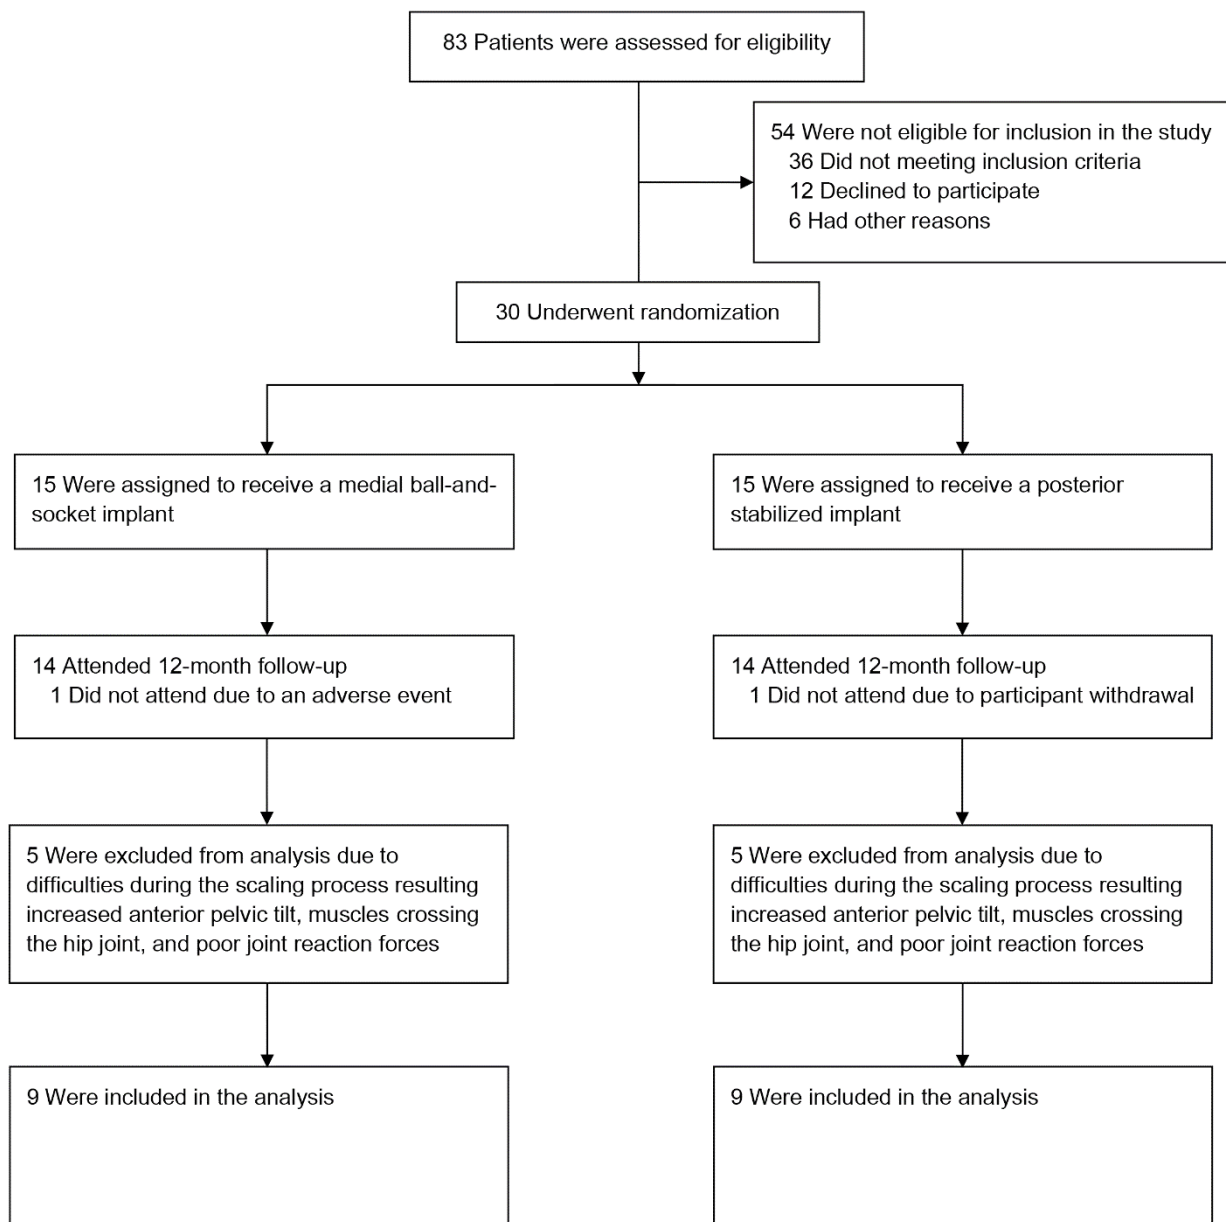 83 Patients were assessed for eligibility
54 Were not eligible for inclusion in the study
36 Did not meeting inclusion criteria
12 Declined to participate
6 Had other reasons
30 Underwent randomization
15 Were assigned to receive a medial ball-and-
socket implant
15 Were assigned to receive a posterior
stabilized implant
14 Attended 12-month follow-up
1 Did not attend due to an adverse event
14 Attended 12-month follow-up
1 Did not attend due to participant withdrawal
5 Were excluded from analysis due to
difficulties during the scaling process resulting
increased anterior pelvic tilt, muscles crossing
the hip joint, and poor joint reaction forces
5 Were excluded from analysis due to
difficulties during the scaling process resulting
increased anterior pelvic tilt, muscles crossing
the hip joint, and poor joint reaction forces
9 Were included in the analysis
9 Were included in the analysis